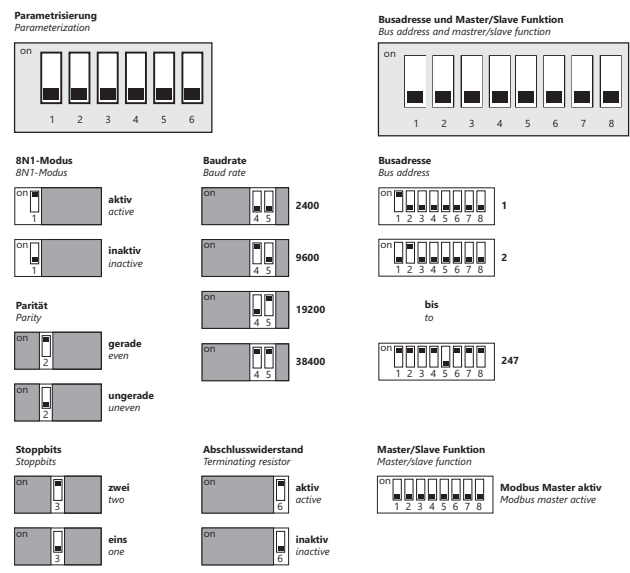 Parametrisierung
Parameterization
on
1 2 3 4 5 6
Busadresse und Master/Slave Funktion
Bus address and mastrer/slave function
on
1 2 3 4 5 6 7 8
8N1-Modus
8N1-Modus
on
1
aktiv
active
on
1
inaktiv
inactive
Parität
Parity
on
2
gerade
even
on
2
ungerade
uneven
Stoppbits
Stoppbits
on
3
zwei
two
on
3
eins
one
Baudrate
Baud rate
on
4 5
2400
on
4 5
9600
on
4 5
19200
on
4 5
38400
Abschlusswiderstand
Terminating resistor
on
6
aktiv
active
on
6
inaktiv
inactive
Busadresse
Bus address
on
1 2 3 4 5 6 7 8
1
on
1 2 3 4 5 6 7 8
2
bis
to
on
1 2 3 4 5 6 7 8
247
Master/Slave Funktion
Master/slave function
on
1 2 3 4 5 6 7 8
Modbus Master aktiv
Modbus master active